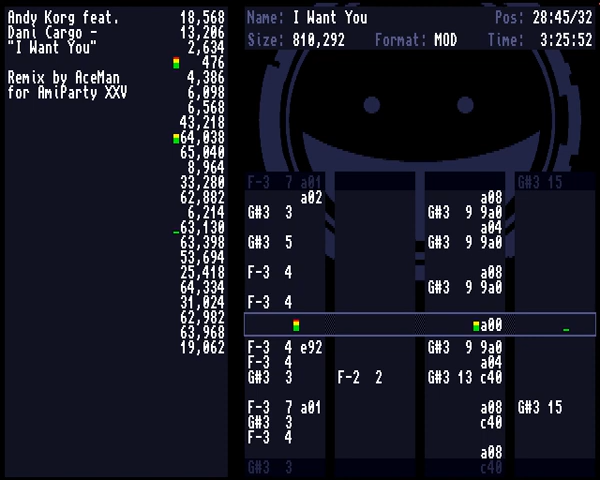 Andy Korg feat. 18,568
Dani Cargo - 13,206
"I Want You" 2,634
476
Remix by AceMan 4,386
for AmiParty XXV 6,098
6,568
43,218
64,038
65,040
8,964
33,280
62,882
6,214
63,130
63,398
53,694
25,418
64,334
31,024
62,982
63,968
19,062
Name: I Want You Pos: 28:45/32
Size: 810,292 Format: MOD Time: 3:25:52
F-3 7 a01 G#3 15
a02 a08
G#3 3 G#3 9 9a0
a04
G#3 5 G#3 9 9a0
F-3 4 a08
G#3 9 9a0
F-3 4
a00
F-3 4 e92 G#3 9 9a0
F-3 4 a04
G#3 3 F-2 2 G#3 13 c40
F-3 7 a01 a08 G#3 15
G#3 3 c40
F-3 4
a08
G#3 3 c40